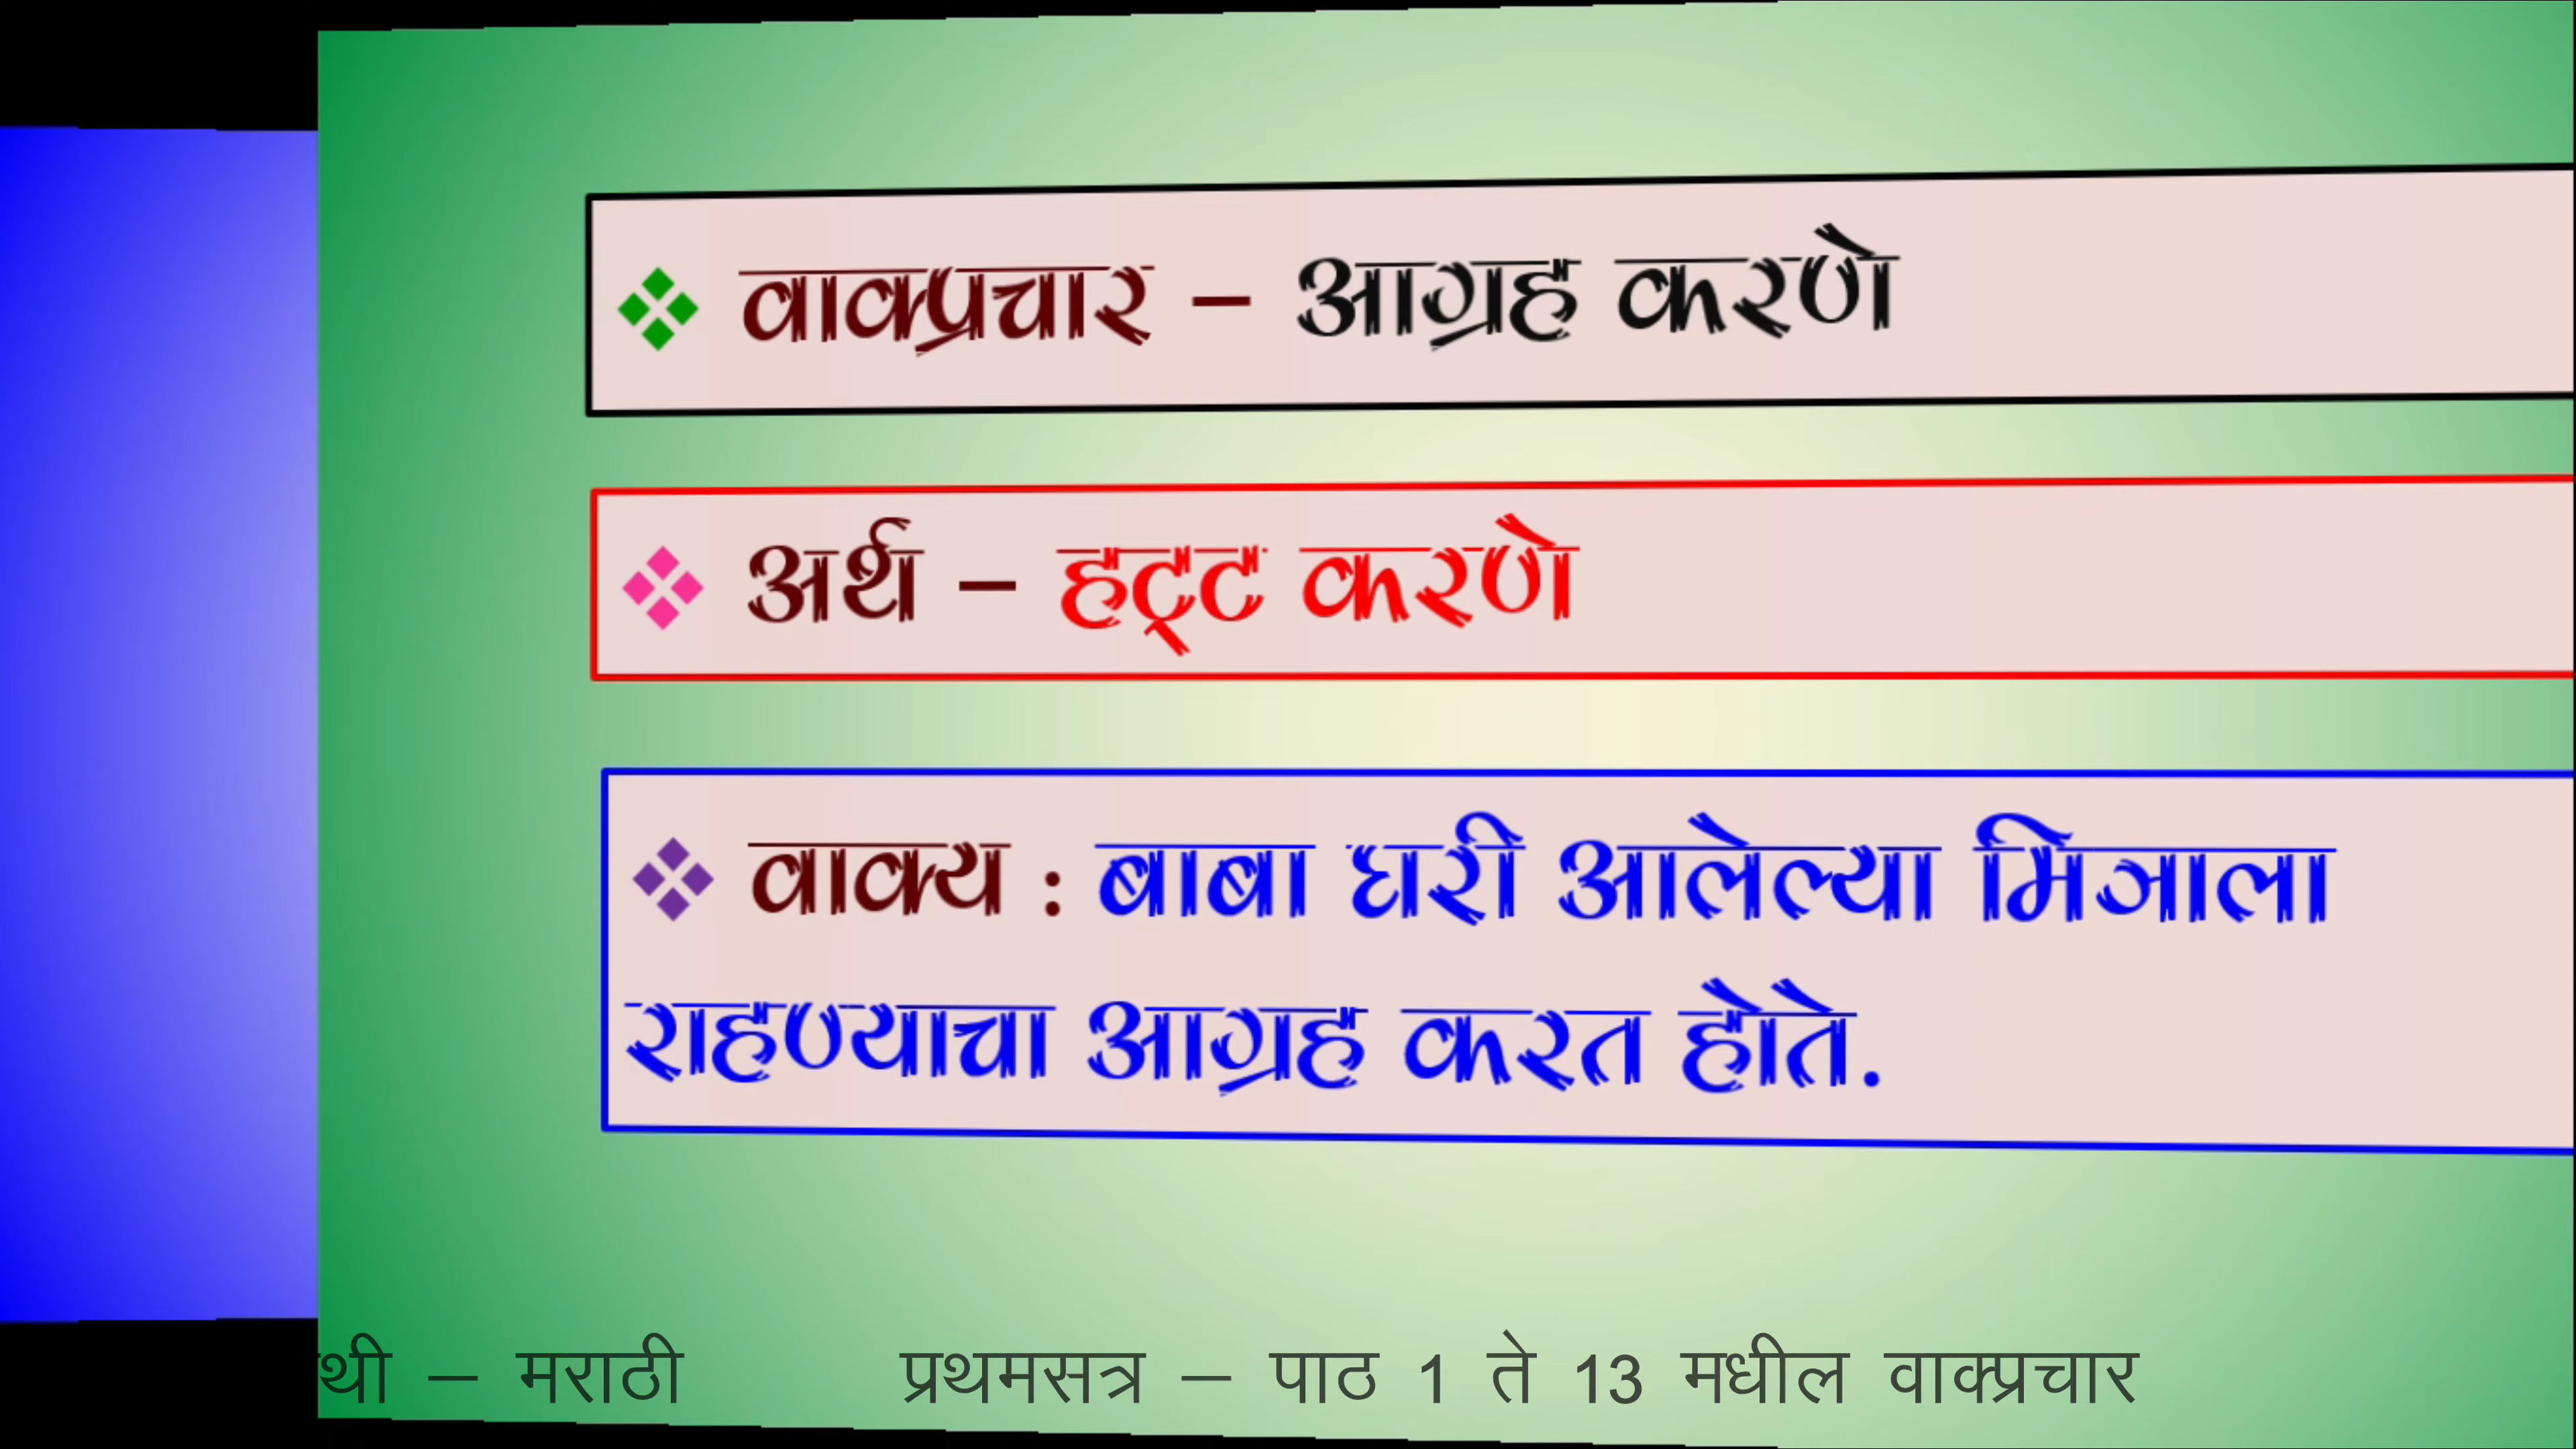 ❖ वाक्प्रचार – आग्रह करणे
❖ अर्थ – हट्ट करणे
❖ वाक्य : बाबा घरी आलेल्या मित्राला
राहण्याचा आग्रह करत होते.
थी – मराठी प्रथमसत्र – पाठ 1 ते 13 मधील वाक्प्रचार